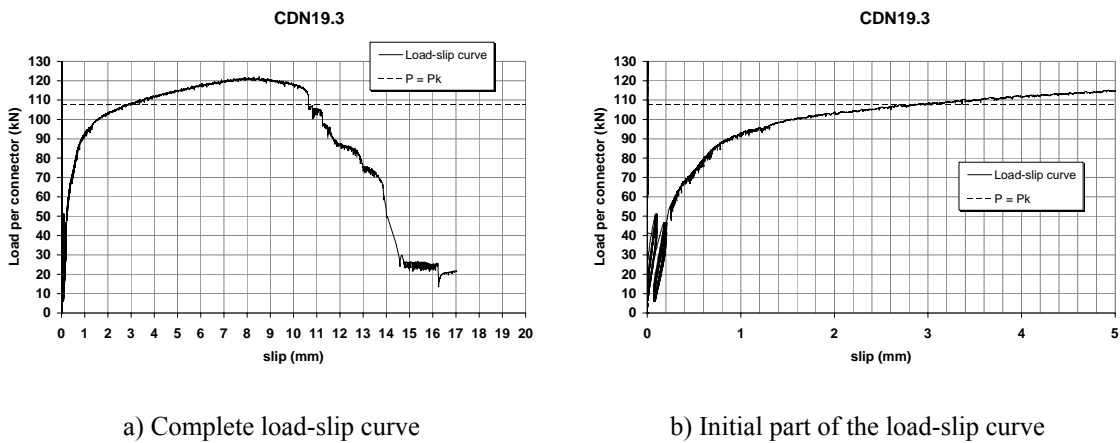 CDN19.3
Load-slip curve
P = Pk
Load per connector (kN)
130
120
110
100
90
80
70
60
50
40
30
20
10
0
0 1 2 3 4 5 6 7 8 9 10 11 12 13 14 15 16 17 18 19 20
slip (mm)
a) Complete load-slip curve
CDN19.3
Load per connector (kN)
130
120
110
100
90
80
70
60
50
40
30
20
10
0
Load-slip curve
P = Pk
0 1 2 3 4 5
slip (mm)
b) Initial part of the load-slip curve